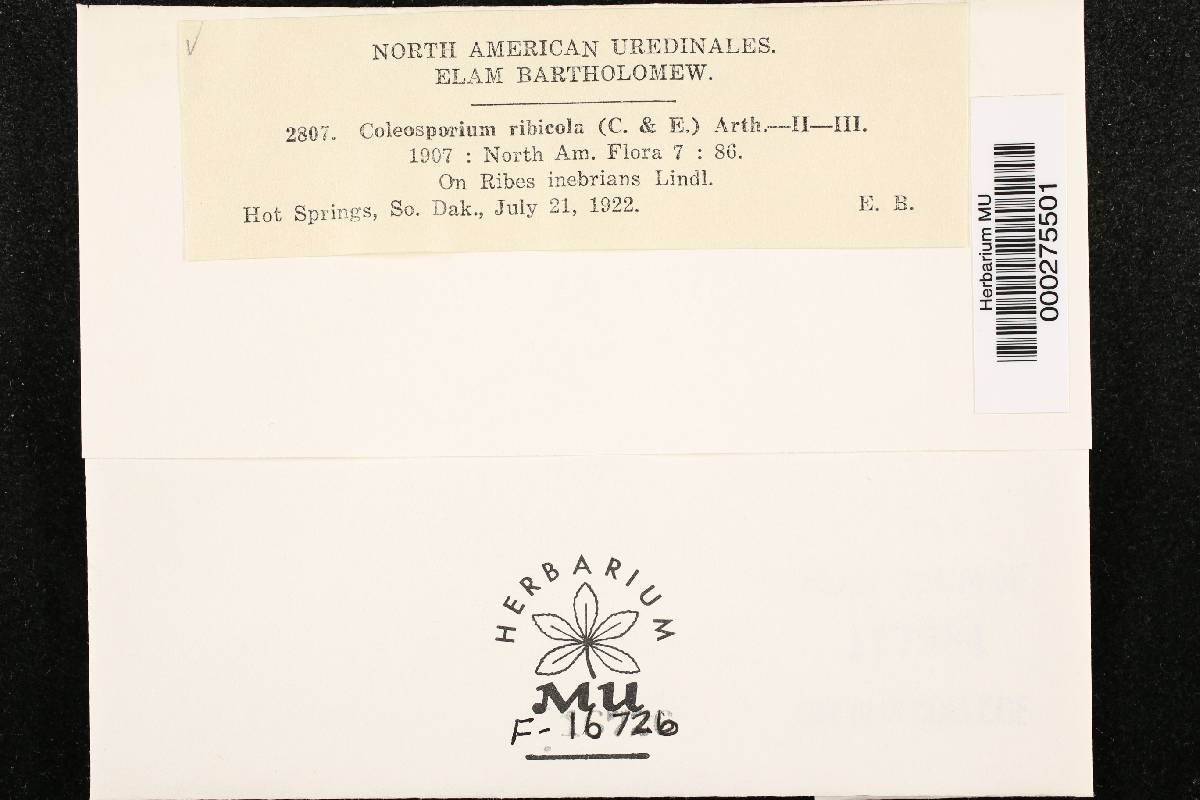 NORTH AMERICAN UREDINALES.
ELAM BARTHOLOMEW.
2807. Coleosporium ribicola (C. & E.) Arth.—II—III.
1907 : North Am. Flora 7 : 86.
On Ribes inebrians Lindl.
Hot Springs, So. Dak., July 21, 1922. E. B.
Herbarium MU
000275501
HERBARIUM
MU
F-16726